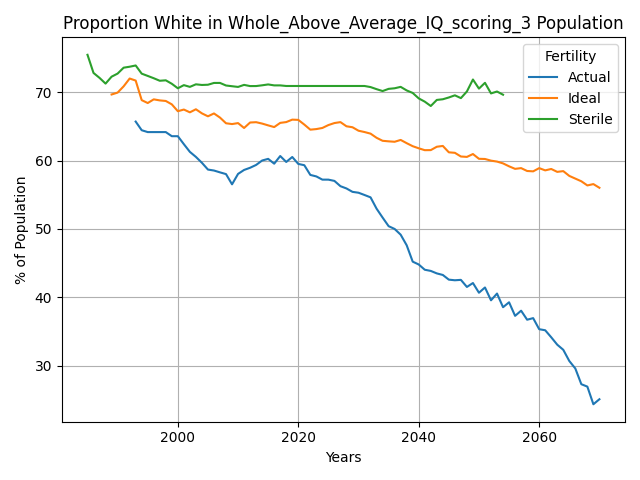 Proportion White in Whole_Above_Average_IQ_scoring_3 Population
Fertility
Actual
Ideal
Sterile
% of Population
70
60
50
40
30
2000
2020
2040
2060
Years